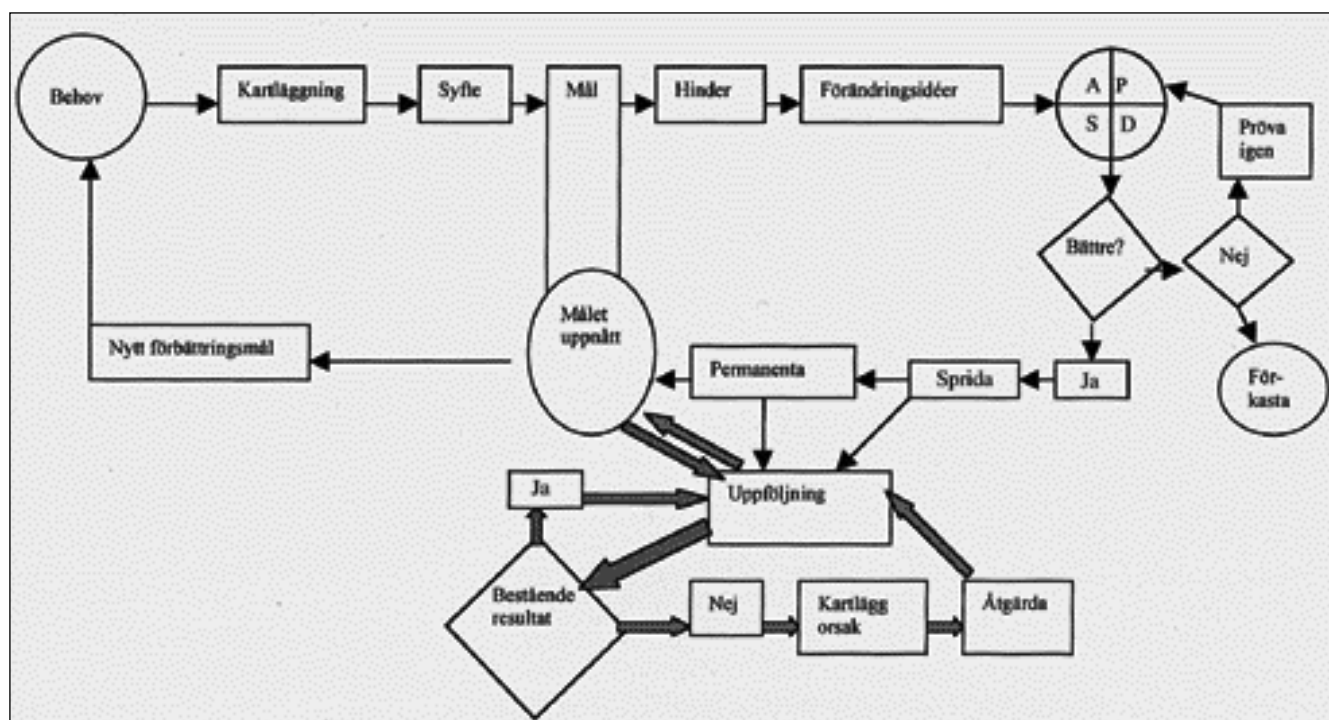 Behov
Kartläggning
Syfte
Mål
Hinder
Förändringsidéer
A P
S D
Pröva
igen
Bättre?
Nej
Målet
uppnått
Nytt förbättringsmål
Permanenta
Sprida
Ja
För-
kasta
Ja
Uppföljning
Bestående
resultat
Nej
Kartlägg
orsak
Åtgärda